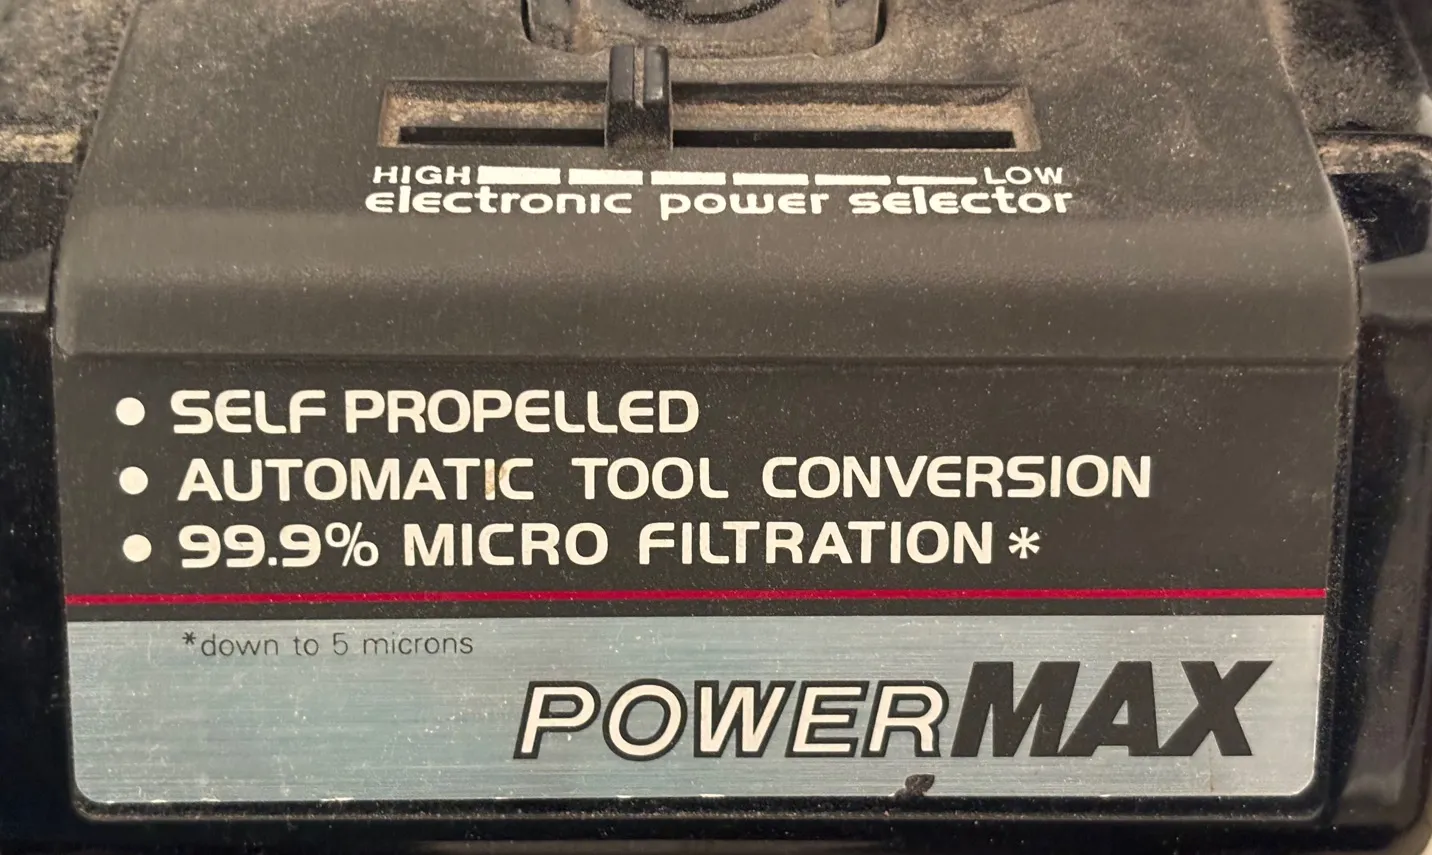 HIGH LOW
electronic power selector
• SELF PROPELLED
• AUTOMATIC TOOL CONVERSION
• 99.9% MICRO FILTRATION*
*down to 5 microns
POWERMAX